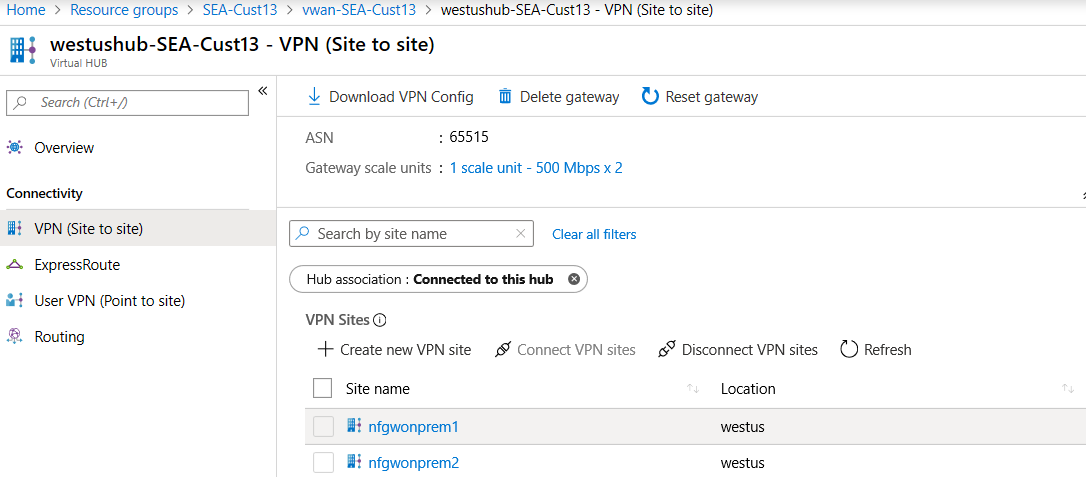 Home > Resource groups > SEA-Cust13 > vwan-SEA-Cust13 > westushub-SEA-Cust13 - VPN (Site to site)
westushub-SEA-Cust13 - VPN (Site to site)
Virtual HUB
Search (Ctrl+/)
«
Overview
Connectivity
VPN (Site to site)
ExpressRoute
User VPN (Point to site)
Routing
Download VPN Config Delete gateway Reset gateway
ASN : 65515
Gateway scale units : 1 scale unit - 500 Mbps x 2
Search by site name Clear all filters
Hub association : Connected to this hub
VPN Sites
Create new VPN site Connect VPN sites Disconnect VPN sites Refresh
Site name Location
nfgwonprem1 westus
nfgwonprem2 westus